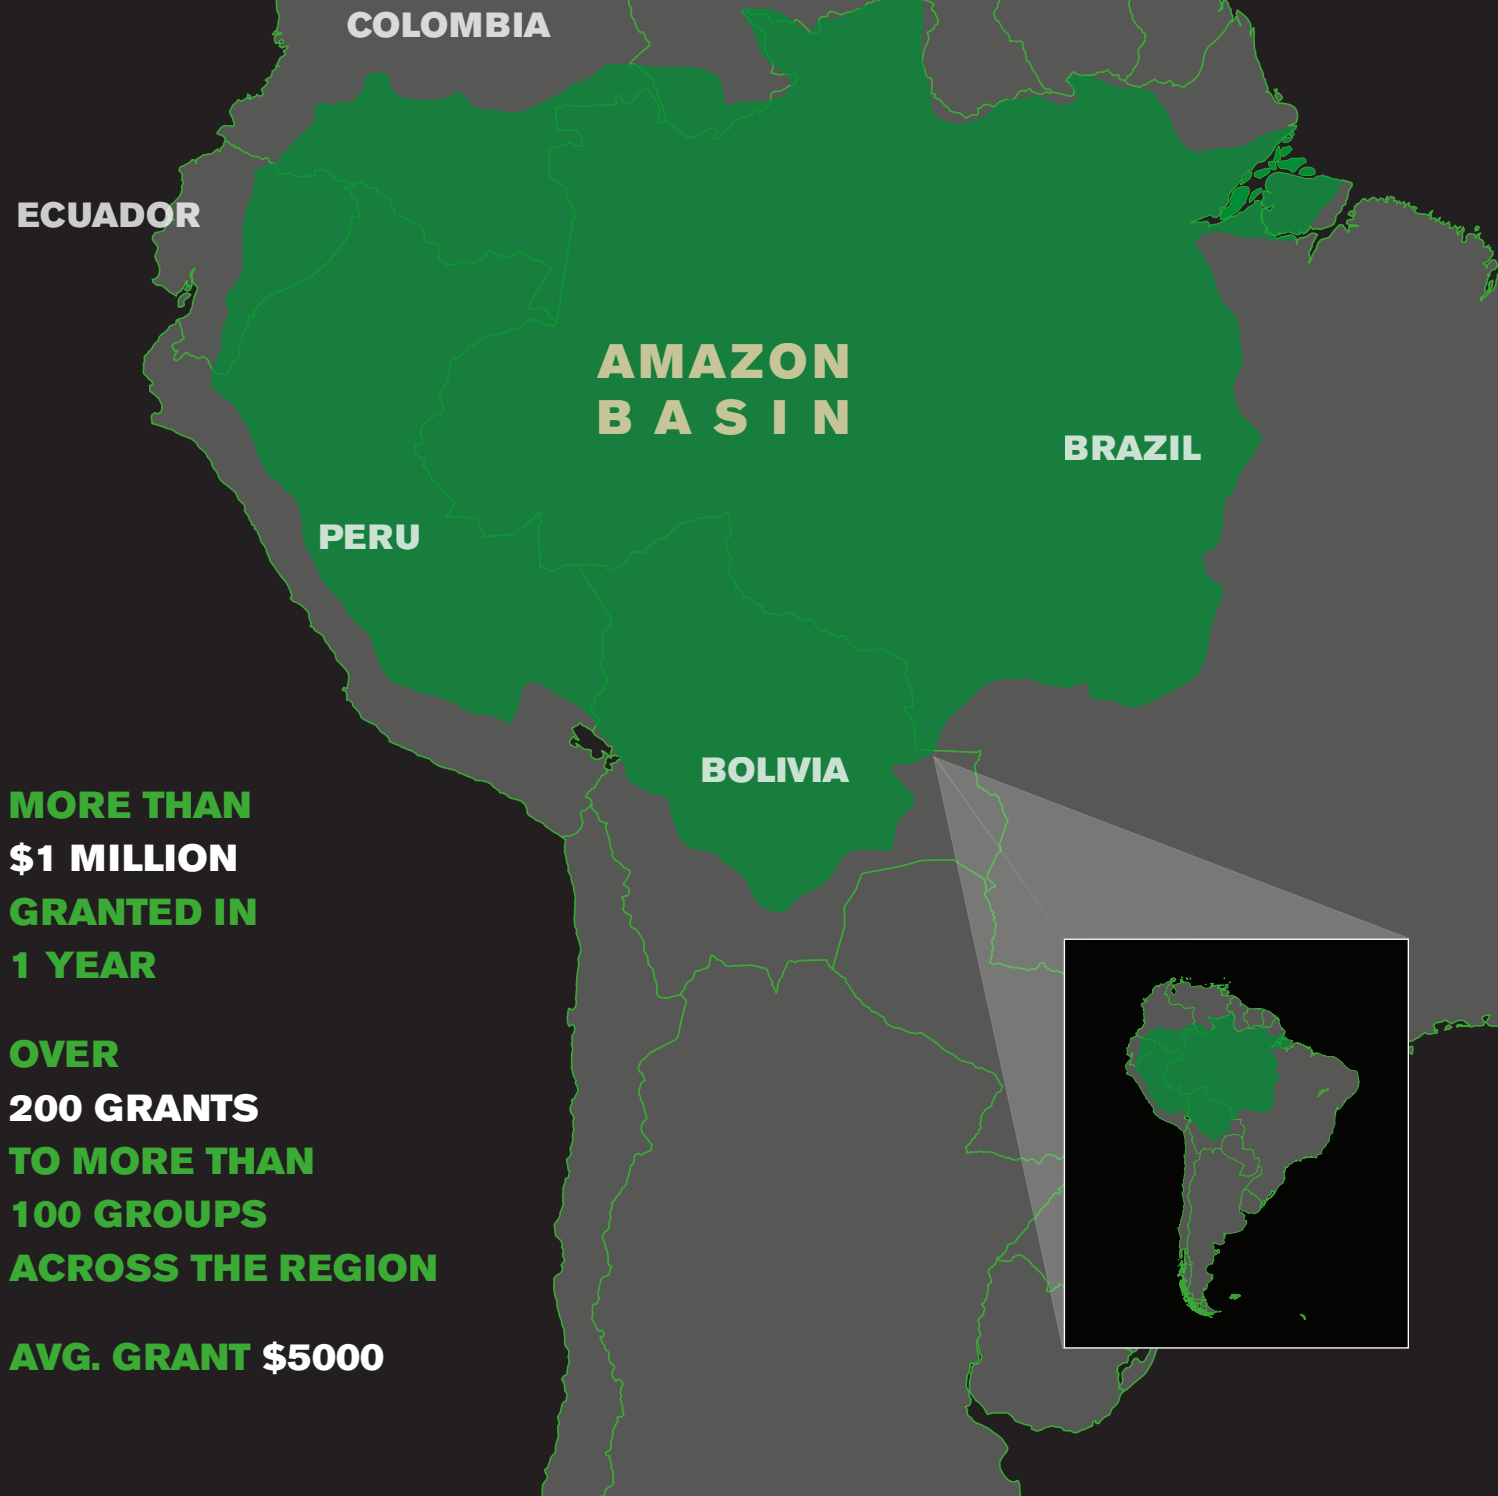 COLOMBIA
ECUADOR
AMAZON
BASIN
BRAZIL
PERU
BOLIVIA
MORE THAN
$1 MILLION
GRANTED IN
1 YEAR
OVER
200 GRANTS
TO MORE THAN
100 GROUPS
ACROSS THE REGION
AVG. GRANT $5000